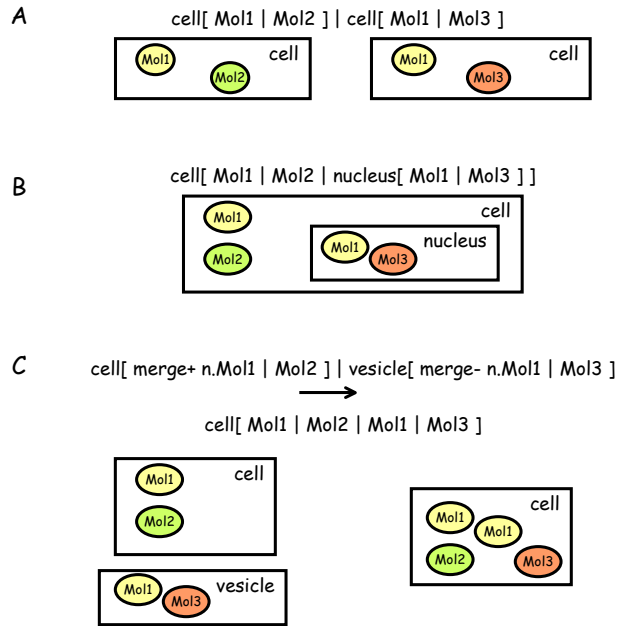 A
cell[ Mol1 | Mol2 ] | cell[ Mol1 | Mol3 ]
Mol1
Mol2
cell
Mol1
Mol3
cell
B
cell[ Mol1 | Mol2 | nucleus[ Mol1 | Mol3 ] ]
Mol1
cell
Mol2
Mol1
Mol3
nucleus
C
cell[ merge+ n.Mol1 | Mol2 ] | vesicle[ merge- n.Mol1 | Mol3 ]
cell[ Mol1 | Mol2 | Mol1 | Mol3 ]
Mol1
cell
Mol2
Mol1
Mol3
vesicle
Mol1
Mol1
cell
Mol2
Mol3